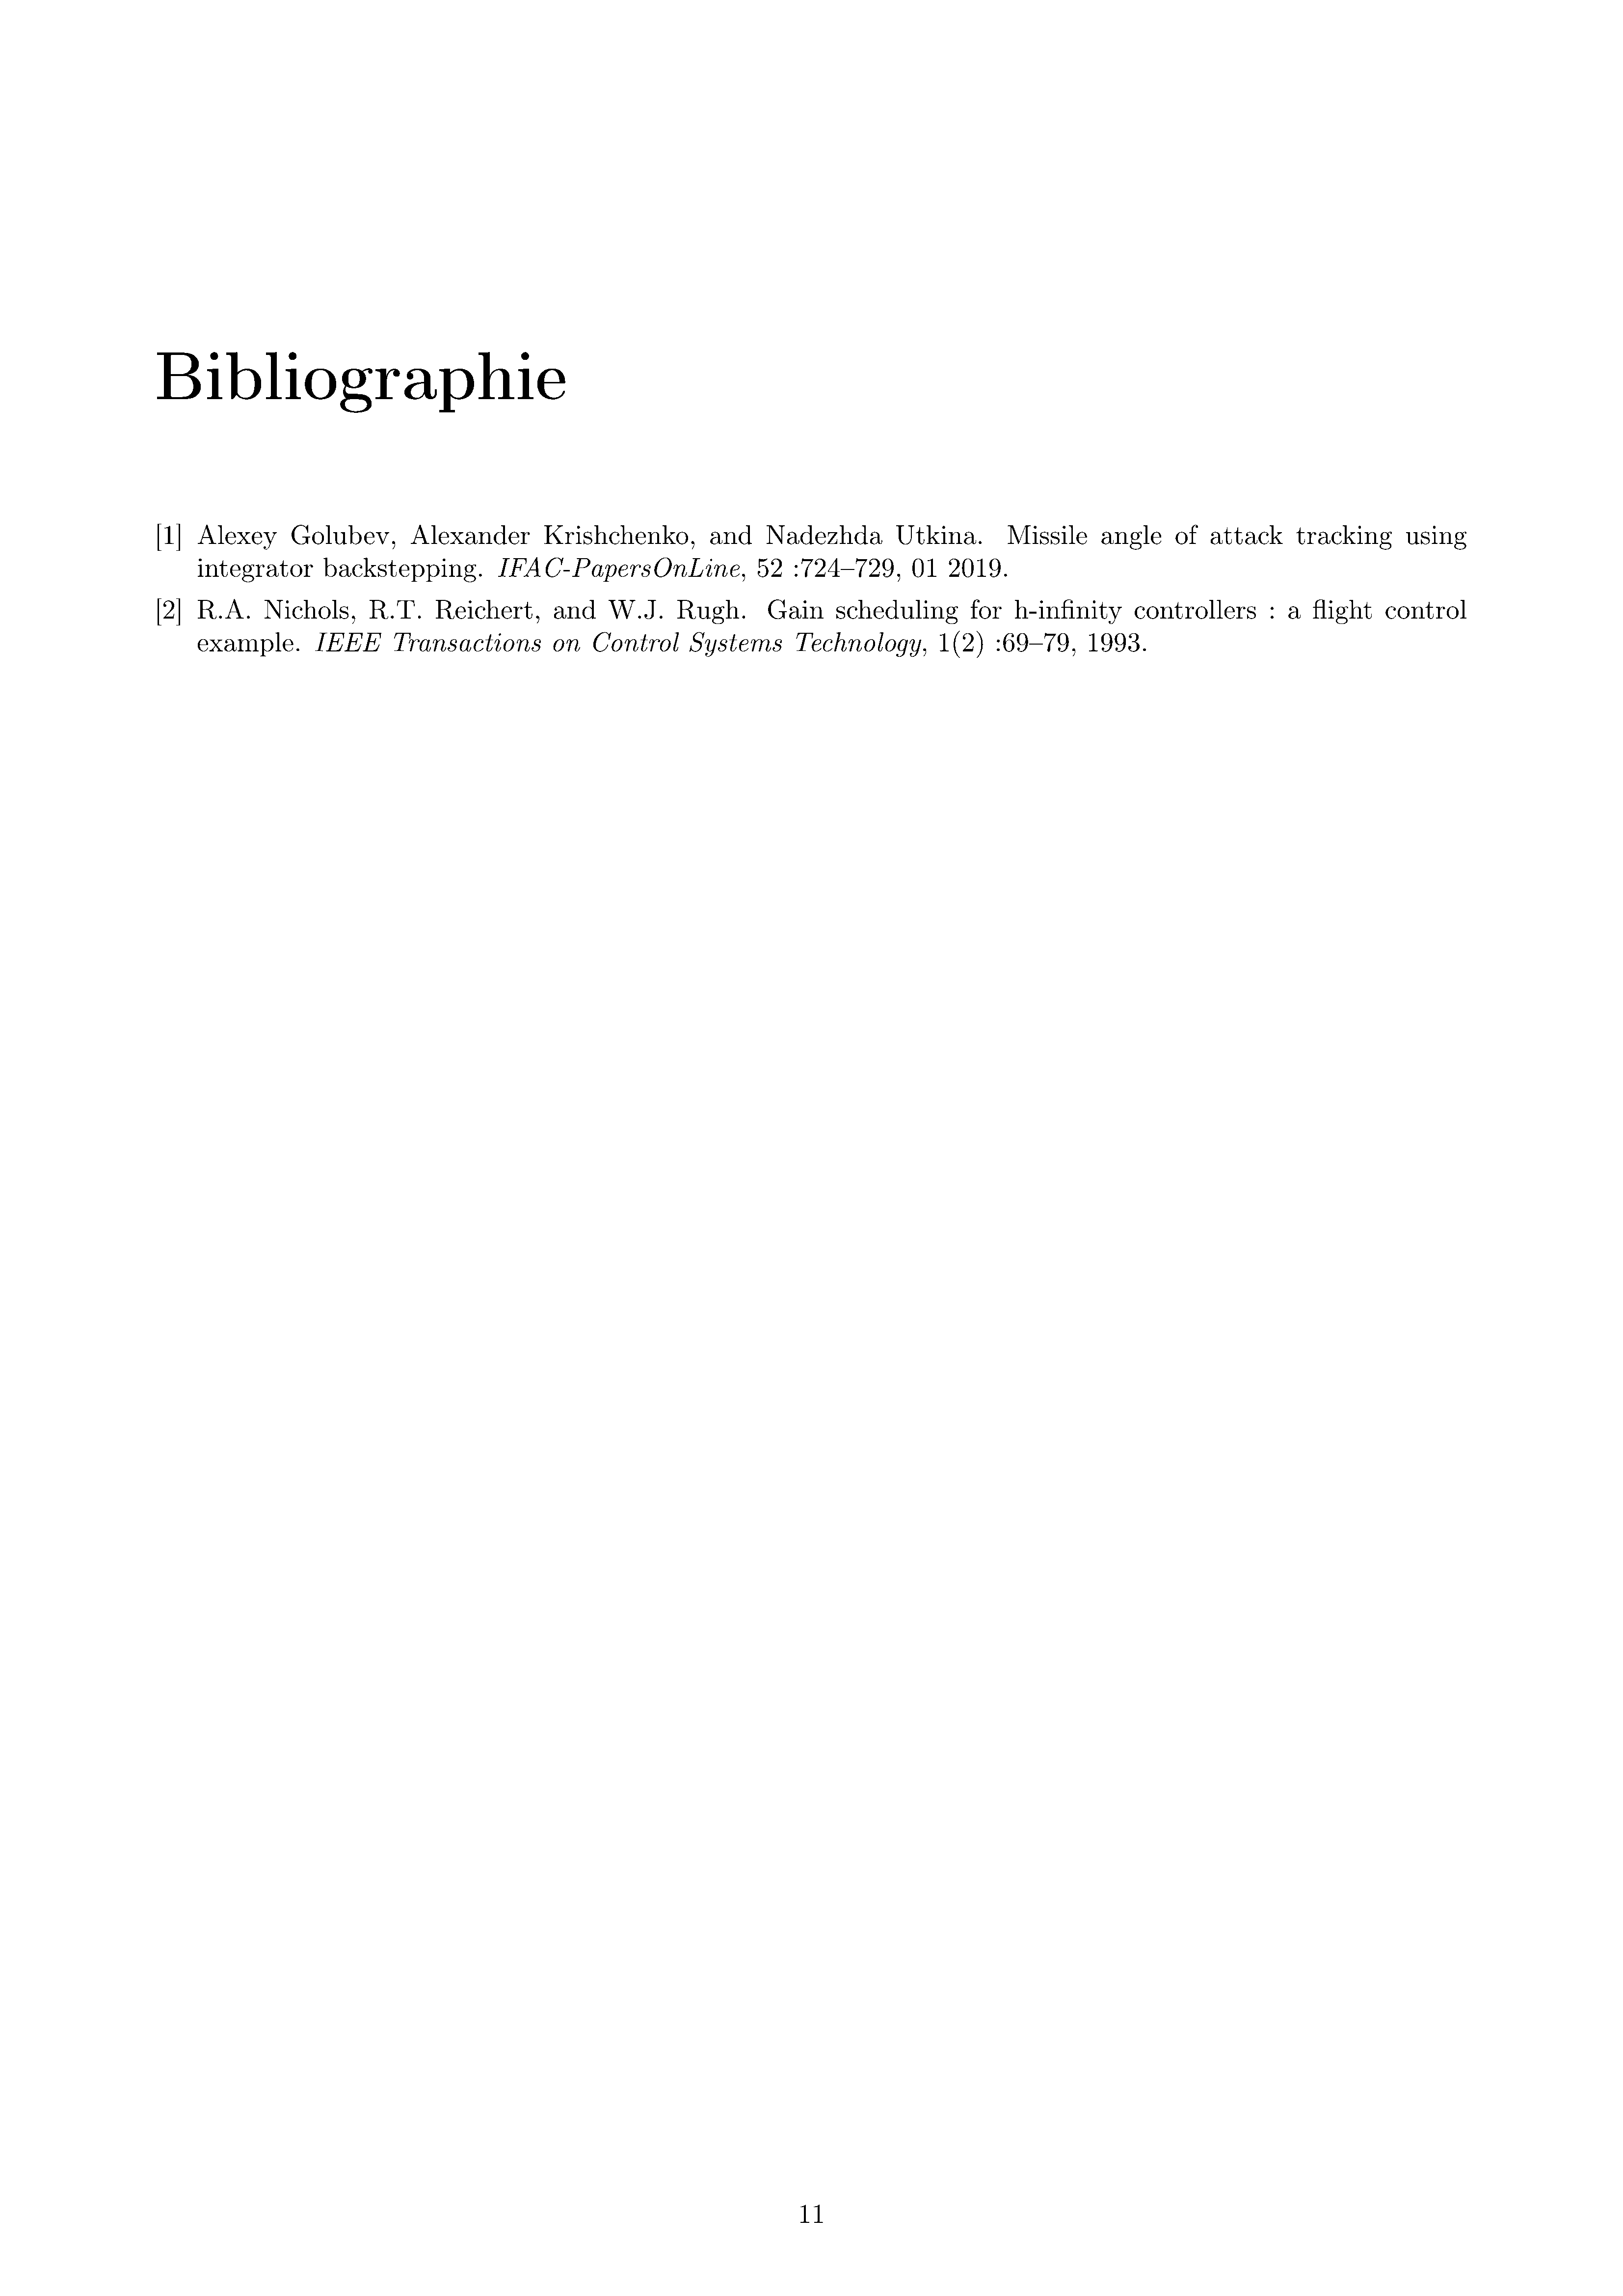 Bibliographie
[1] Alexey Golubev, Alexander Krishchenko, and Nadezhda Utkina. Missile angle of attack tracking using
integrator backstepping. IFAC-PapersOnLine, 52 :724–729, 01 2019.
[2] R.A. Nichols, R.T. Reichert, and W.J. Rugh. Gain scheduling for h-infinity controllers : a flight control
example. IEEE Transactions on Control Systems Technology, 1(2) :69–79, 1993.
11